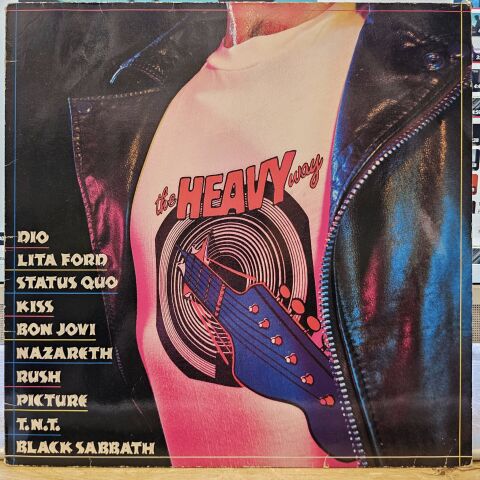 the HEAVY way
DIO
LITA FORD
STATUS QUO
KISS
BON JOVI
NAZARETH
RUSH
PICTURE
T.N.T.
BLACK SABBATH